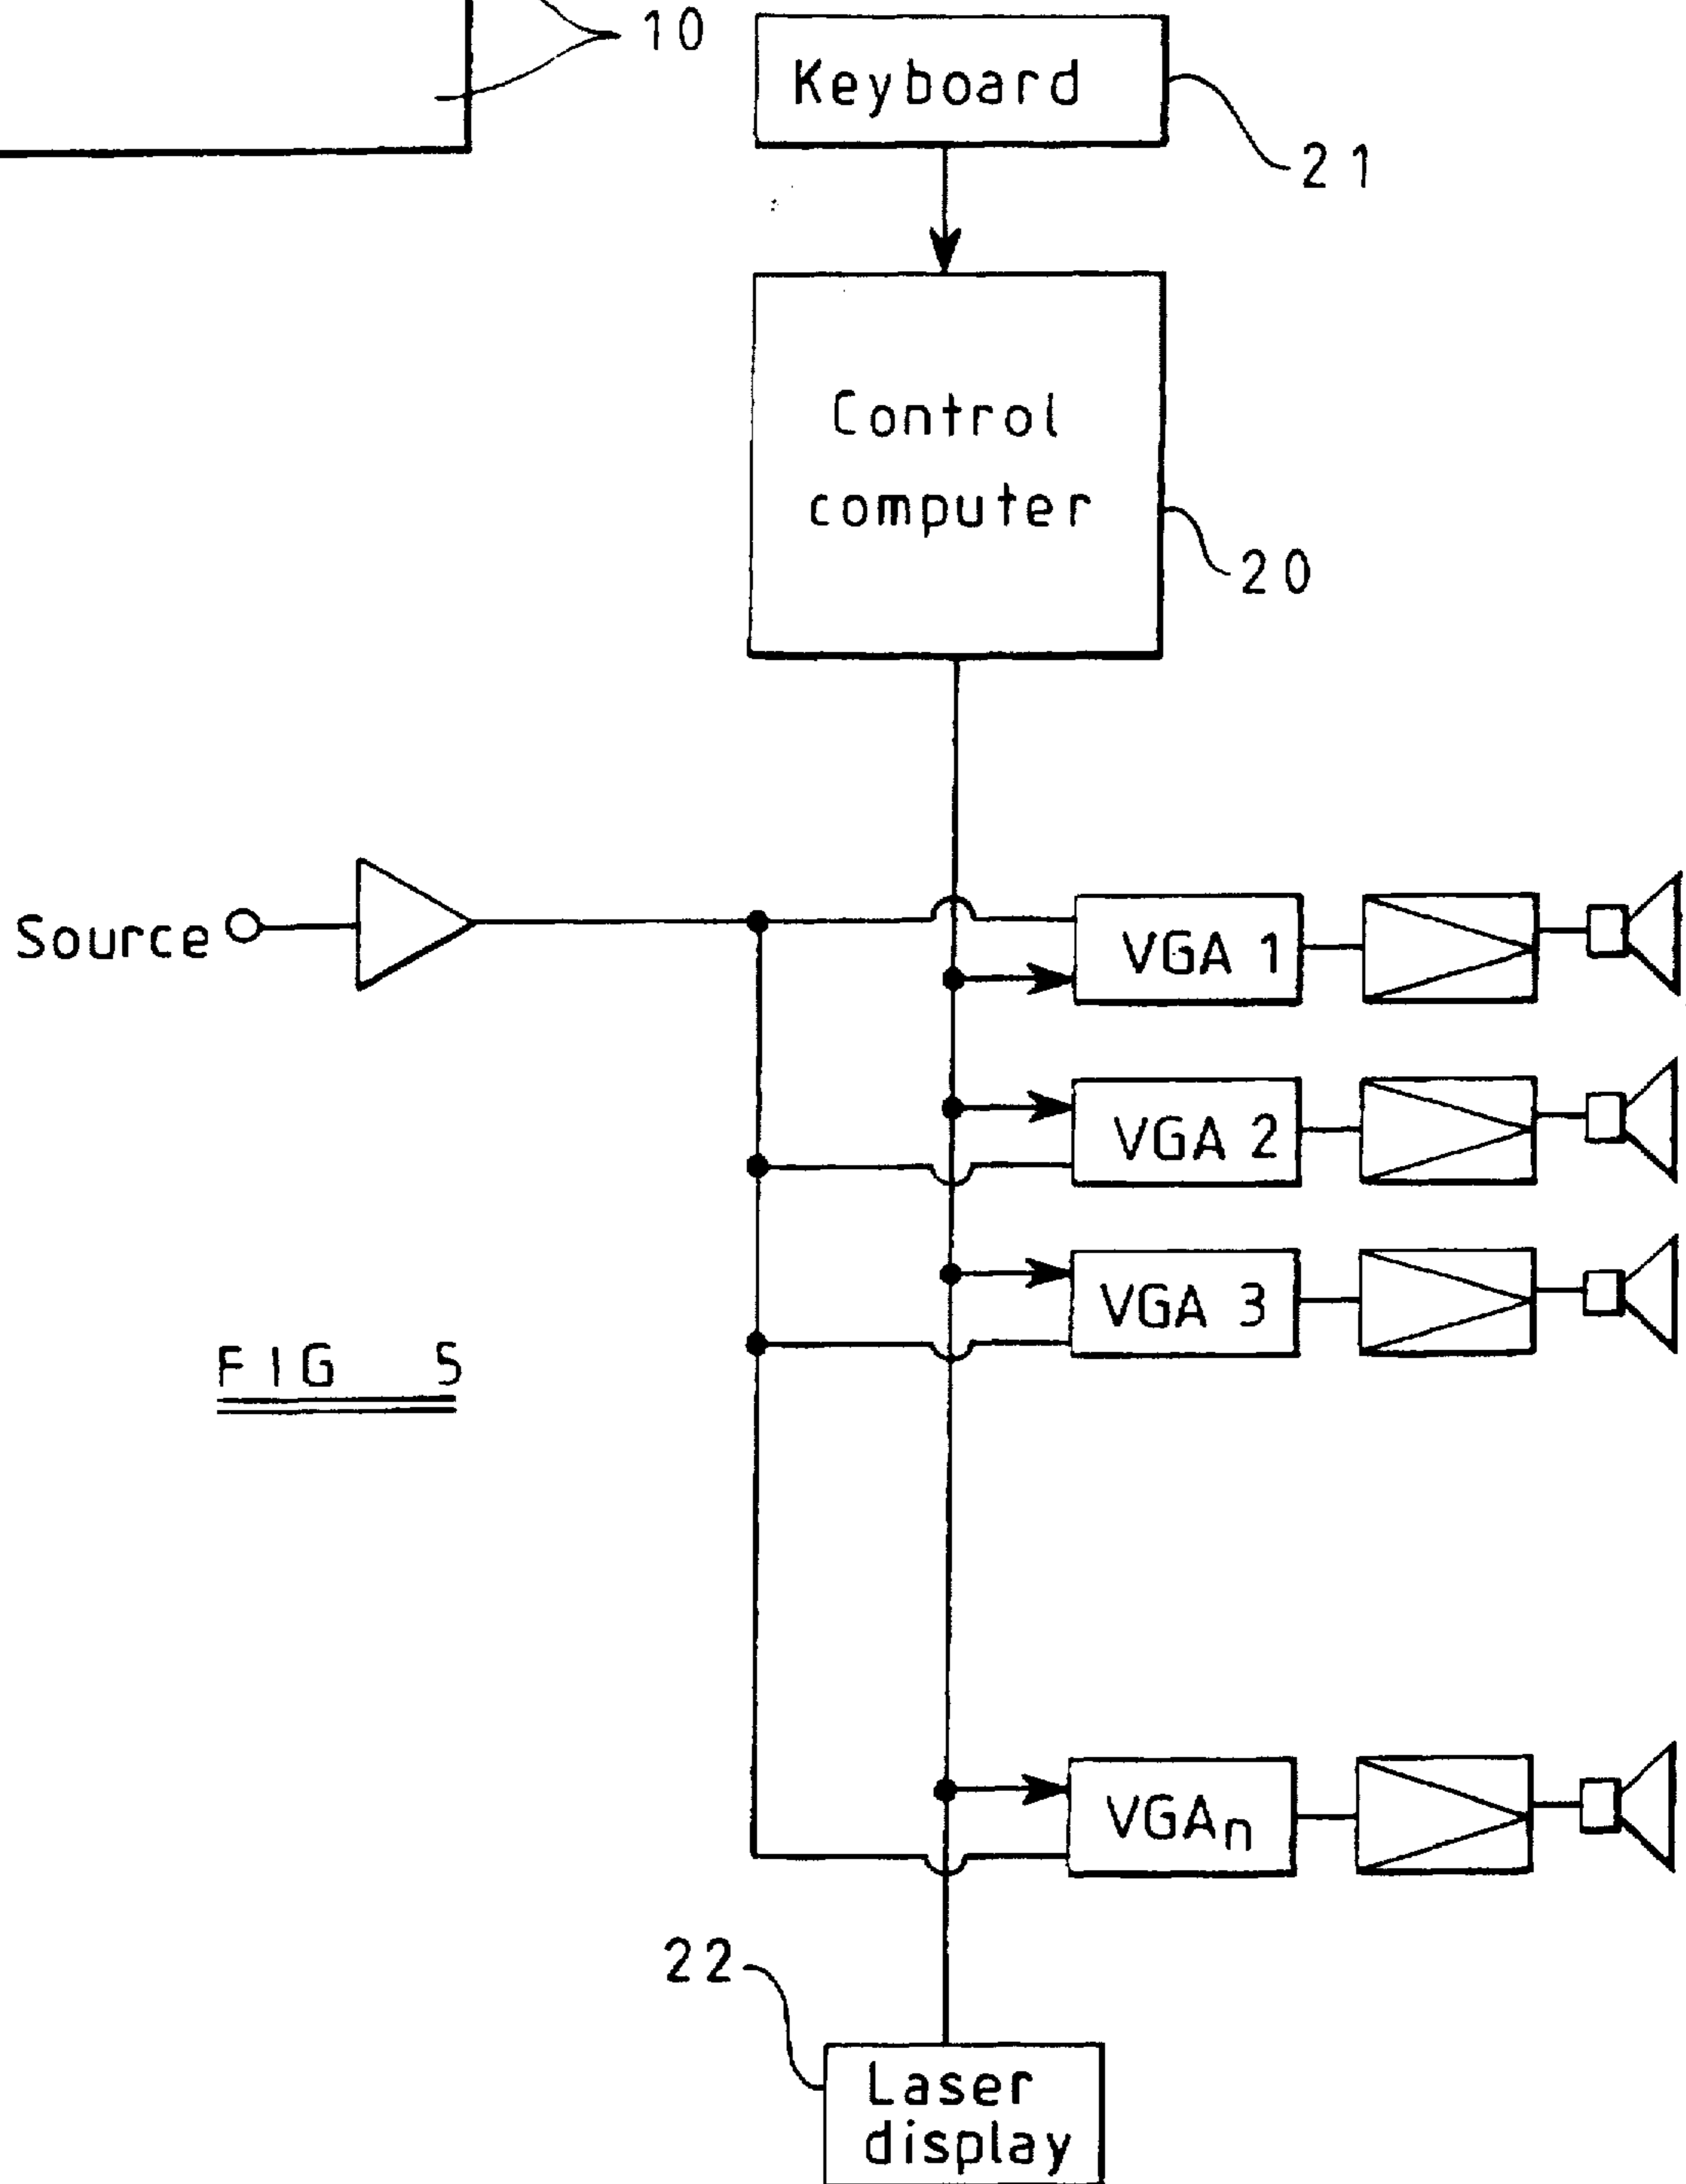 10
Keyboard
21
Control
computer
20
Source
VGA 1
VGA 2
VGA 3
FIG 5
VGAn
22
Laser
display